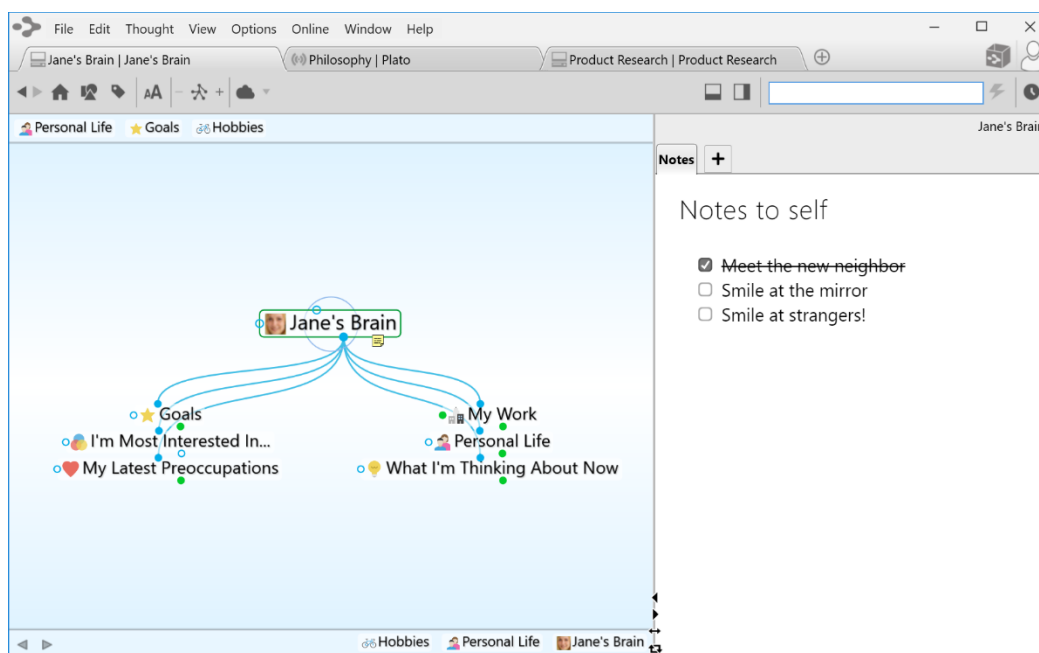 File Edit Thought View Options Online Window Help
Jane's Brain | Jane's Brain Philosophy | Plato Product Research | Product Research
AA
Personal Life Goals Hobbies
Jane's Brain
Notes
Notes to self
Meet the new neighbor
Smile at the mirror
Smile at strangers!
Jane's Brain
Goals My Work
I'm Most Interested In... Personal Life
My Latest Preoccupations What I'm Thinking About Now
Hobbies Personal Life Jane's Brain